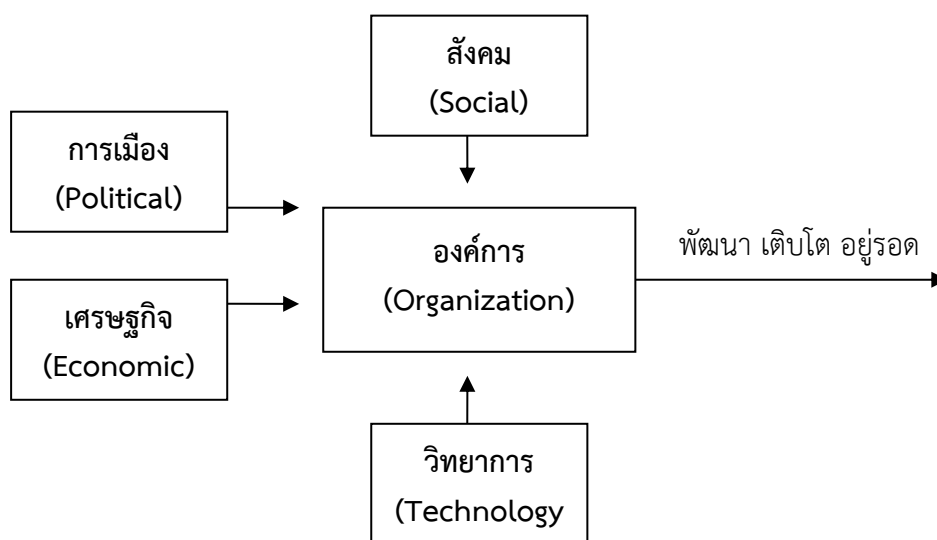 สังคม
(Social)
การเมือง
(Political)
องค์การ
(Organization)
พัฒนา เติบโต อยู่รอด
เศรษฐกิจ
(Economic)
วิทยาการ
(Technology